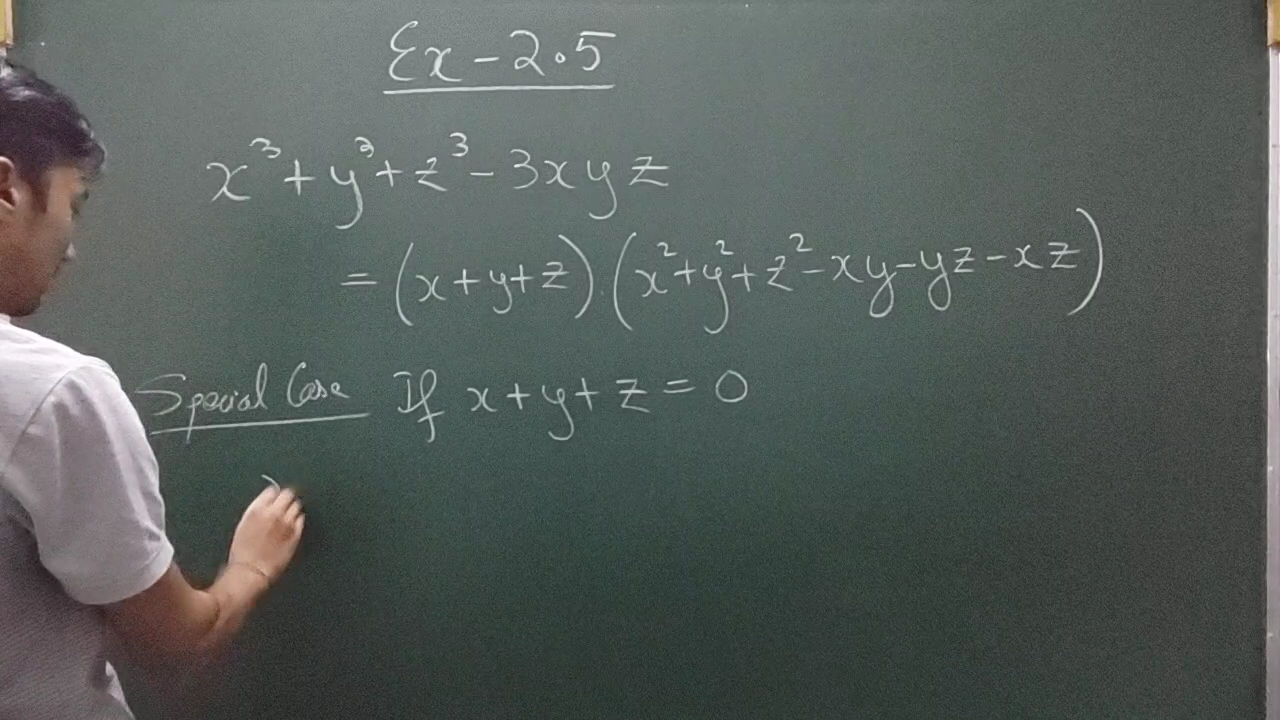 Ex - 2.5
x³ + y³ + z³ - 3xyz
= (x+y+z).(x²+y²+z²-xy-yz-xz)
Special Case If x+y+z=0